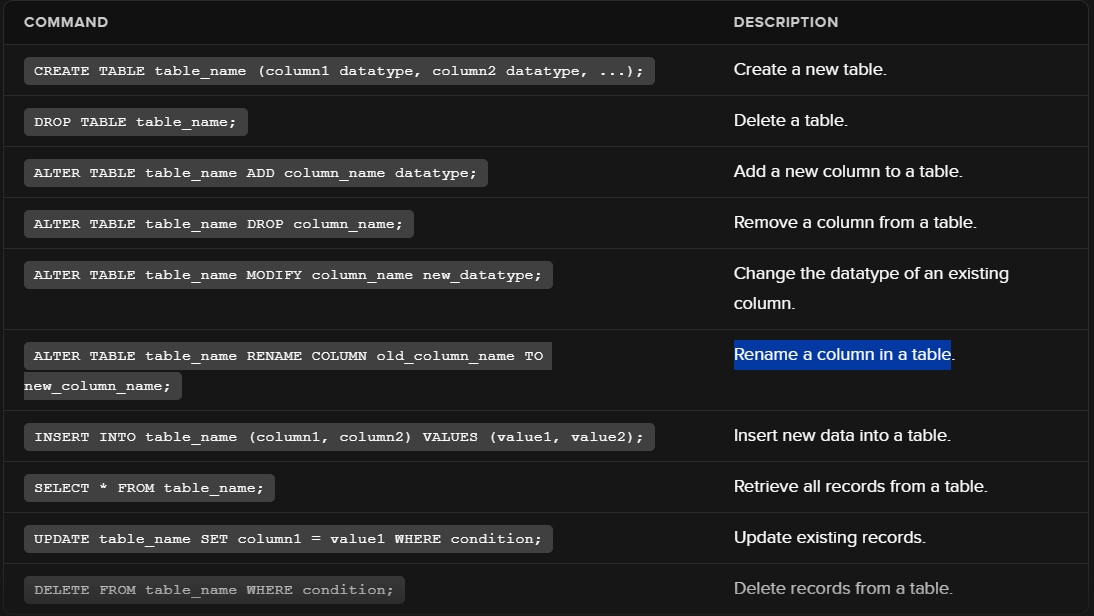 COMMAND DESCRIPTION
CREATE TABLE table_name (column1 datatype, column2 datatype, ...); Create a new table.
DROP TABLE table_name; Delete a table.
ALTER TABLE table_name ADD column_name datatype; Add a new column to a table.
ALTER TABLE table_name DROP column_name; Remove a column from a table.
ALTER TABLE table_name MODIFY column_name new_datatype; Change the datatype of an existing
column.
ALTER TABLE table_name RENAME COLUMN old_column_name TO Rename a column in a table.
new_column_name;
INSERT INTO table_name (column1, column2) VALUES (value1, value2); Insert new data into a table.
SELECT * FROM table_name; Retrieve all records from a table.
UPDATE table_name SET column1 = value1 WHERE condition; Update existing records.
DELETE FROM table_name WHERE condition; Delete records from a table.